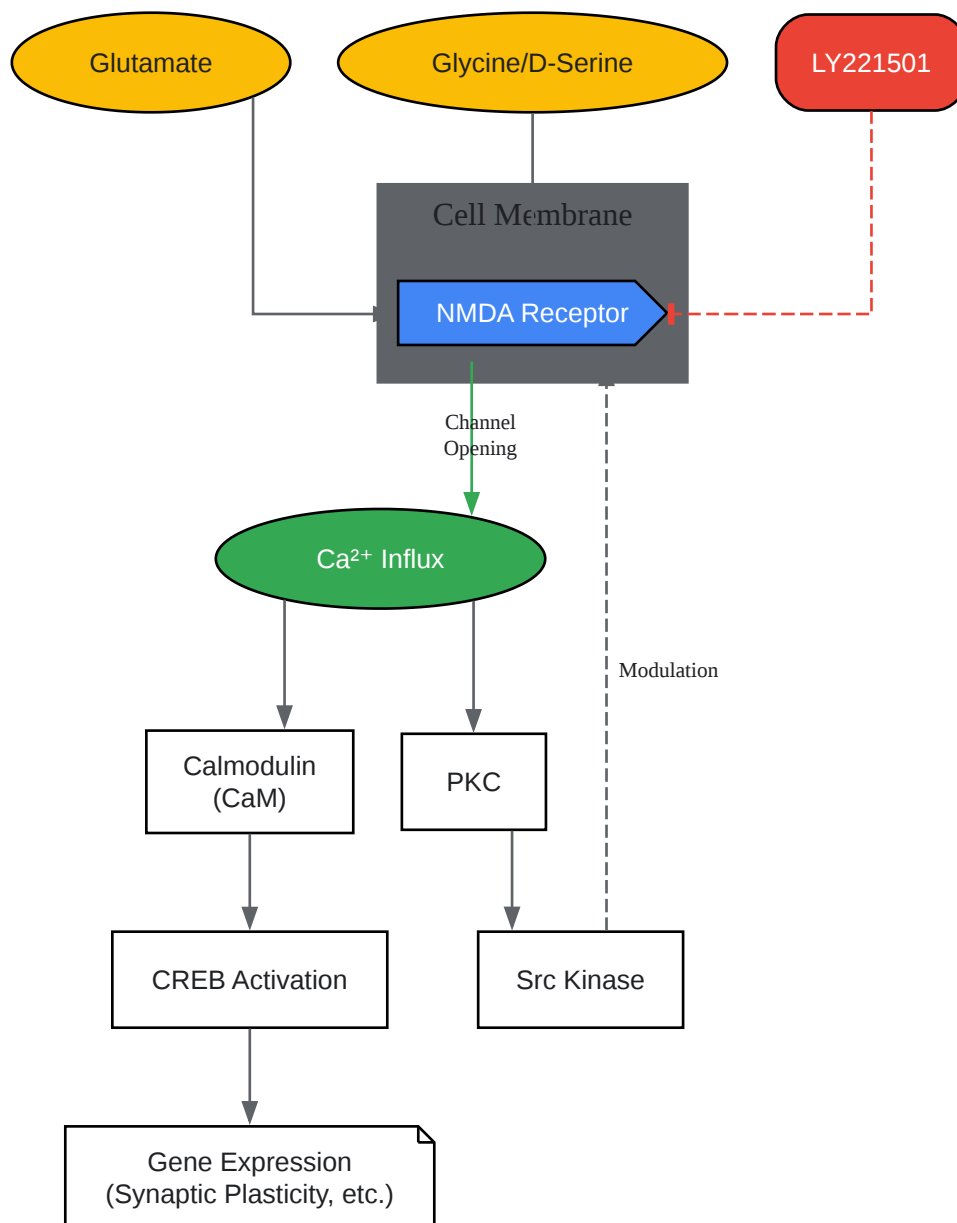 Glutamate
Glycine/D-Serine
LY221501
Cell Membrane
NMDA Receptor
Channel
Opening
Ca²⁺ Influx
Modulation
Calmodulin
(CaM)
PKC
CREB Activation
Src Kinase
Gene Expression
(Synaptic Plasticity, etc.)